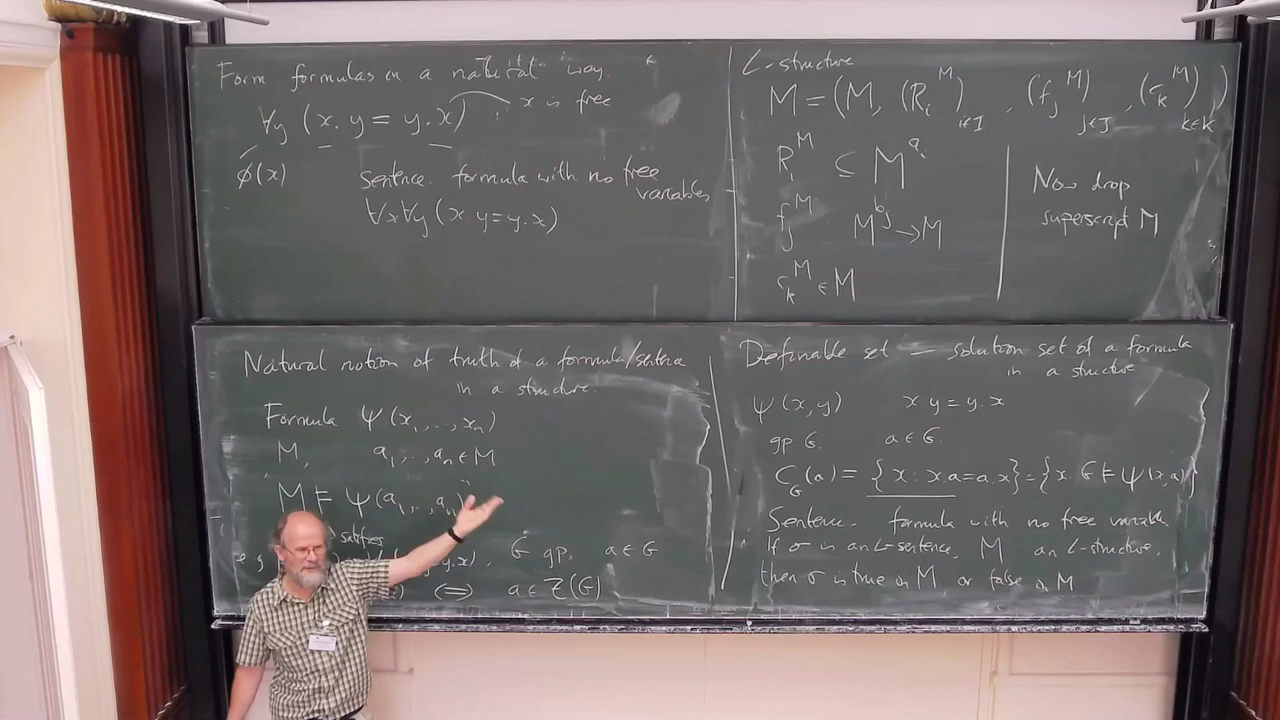 Form formulas in a natural way.
∀y (x.y = y.x) x is free
φ(x) sentence. formula with no free
variables
∀x∀y (x y = y.x)
L-structure
M = (M, (R_i^M)_{i∈I}, (f_j^M)_{j∈J}, (c_k^M)_{k∈K})
R_i^M ⊆ M^{a_i}
f_j^M M^{b_j} → M
c_k^M ∈ M
Now drop
superscript M
Natural notion of truth of a formula/sentence
in a structure.
Formula ψ(x_1,...,x_n)
M, a_1,...,a_n ∈ M
M ⊨ ψ(a_1,...,a_n)
satisfies
e.g. =y.x). G gp, a ∈ G
⟺ a ∈ Z(G)
Definable set — solution set of a formula
in a structure
ψ(x,y) x y = y.x
gp G. a ∈ G.
C_G(a) = {x : x.a = a.x} = {x. G ⊨ ψ(x,a)}
Sentence - formula with no free variable.
If σ is an L-sentence, M an L-structure,
then σ is true in M or false in M